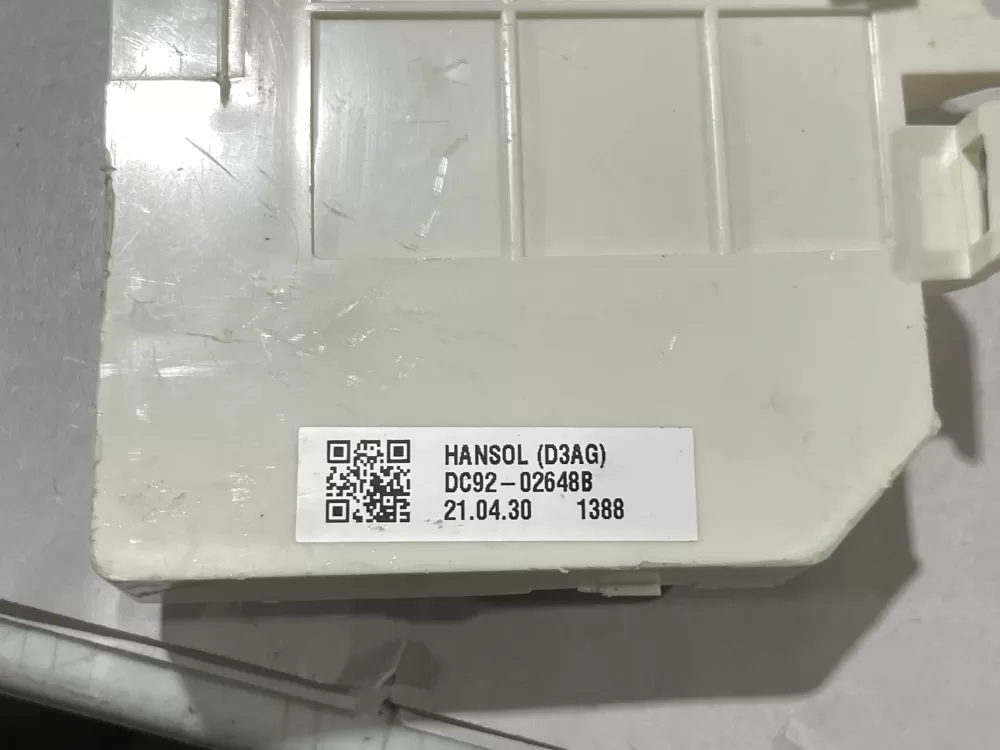 HANSOL (D3AG)
DC92-02648B
21.04.30 1388